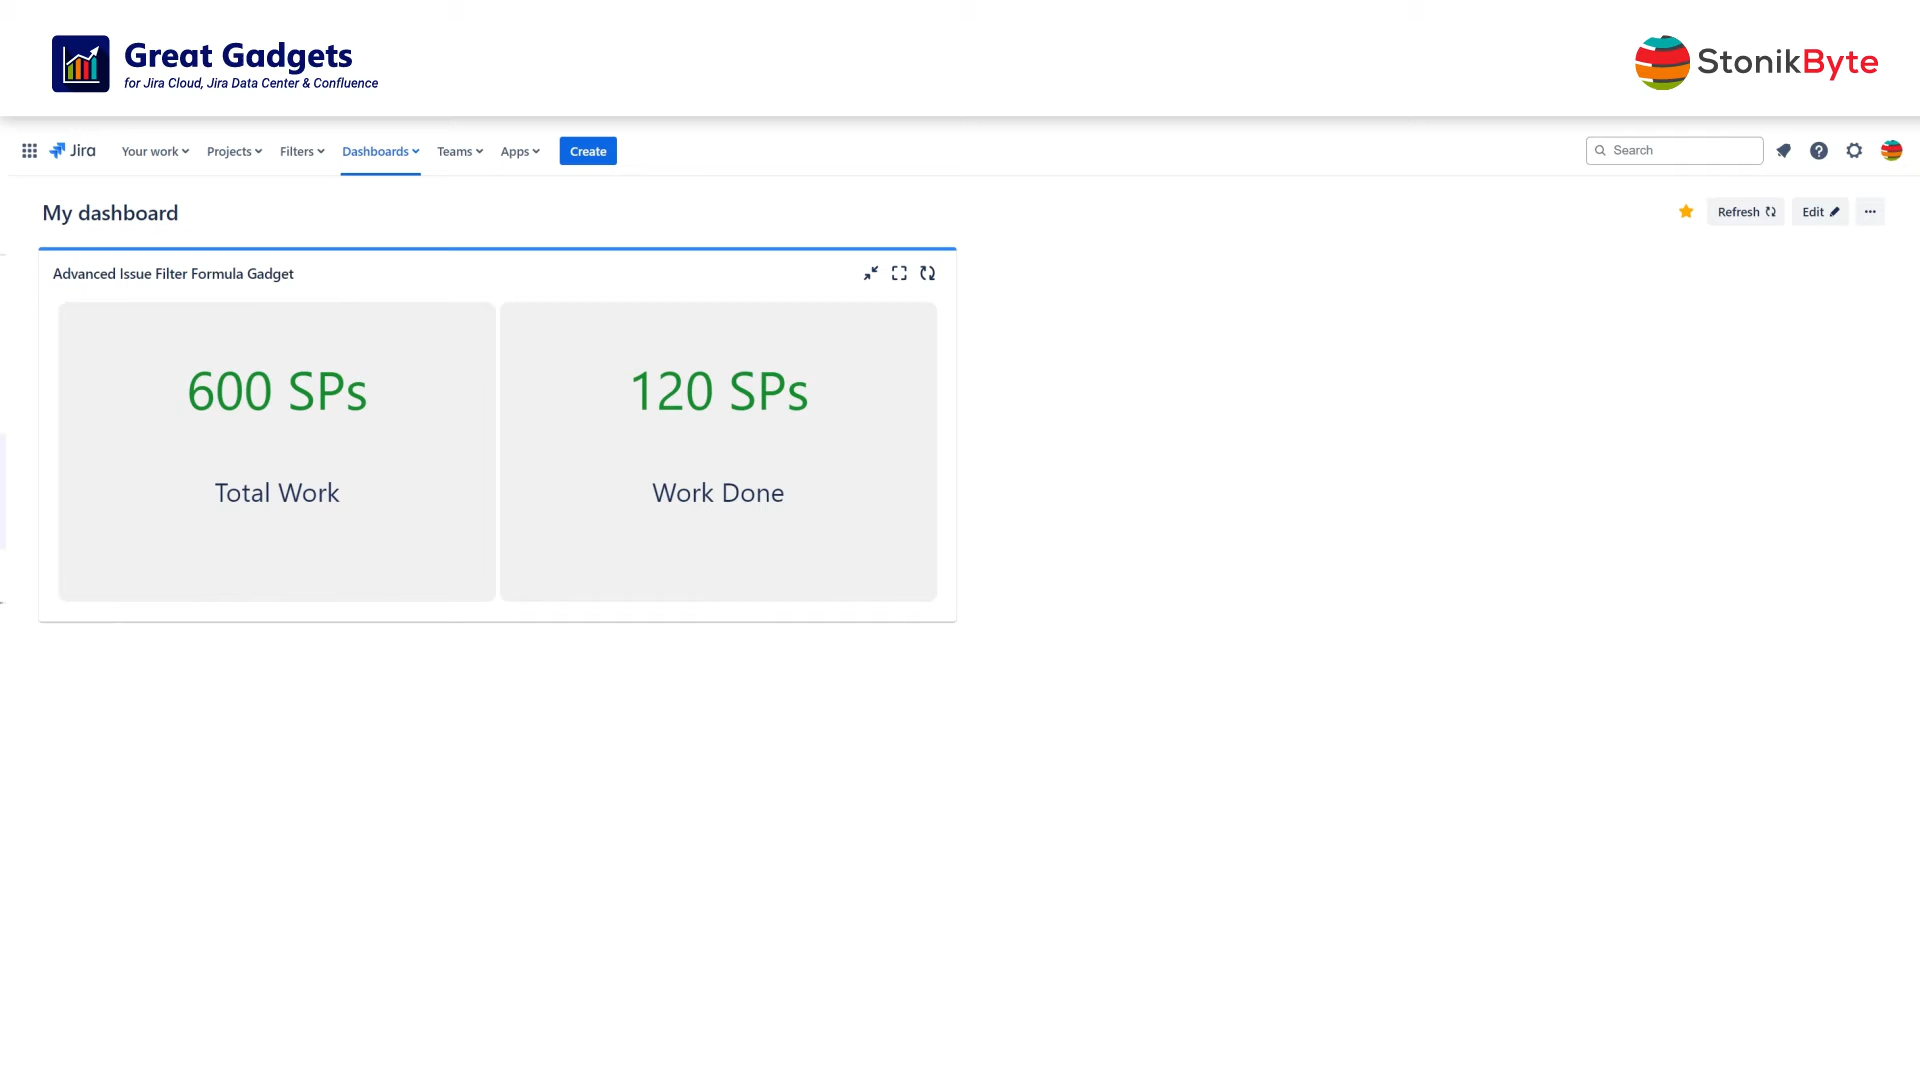 Great Gadgets
for Jira Cloud, Jira Data Center & Confluence
StonikByte
Jira Your work Projects Filters Dashboards Teams Apps Create Search
My dashboard
Refresh Edit
Advanced Issue Filter Formula Gadget
600 SPs 120 SPs
Total Work Work Done